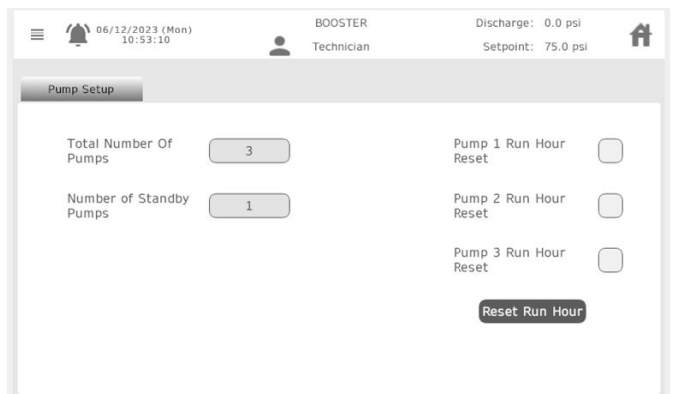 06/12/2023 (Mon)
10:53:10
BOOSTER
Technician
Discharge: 0.0 psi
Setpoint: 75.0 psi
Pump Setup
Total Number Of
Pumps
3
Number of Standby
Pumps
1
Pump 1 Run Hour
Reset
Pump 2 Run Hour
Reset
Pump 3 Run Hour
Reset
Reset Run Hour